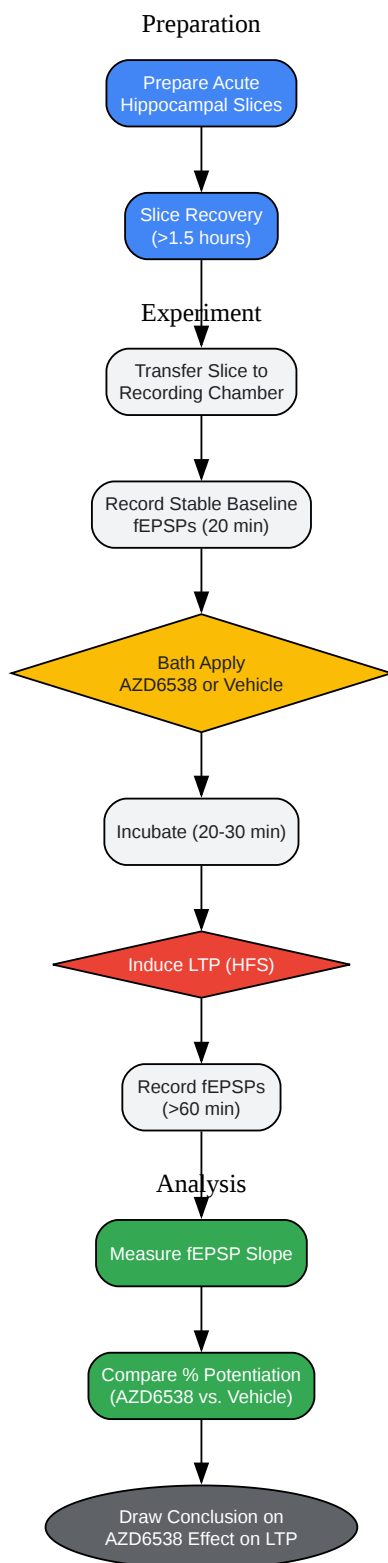 Preparation
Prepare Acute
Hippocampal Slices
Slice Recovery
(>1.5 hours)
Experiment
Transfer Slice to
Recording Chamber
Record Stable Baseline
fEPSPs (20 min)
Bath Apply
AZD6538 or Vehicle
Incubate (20-30 min)
Induce LTP (HFS)
Record fEPSPs
(>60 min)
Analysis
Measure fEPSP Slope
Compare % Potentiation
(AZD6538 vs. Vehicle)
Draw Conclusion on
AZD6538 Effect on LTP